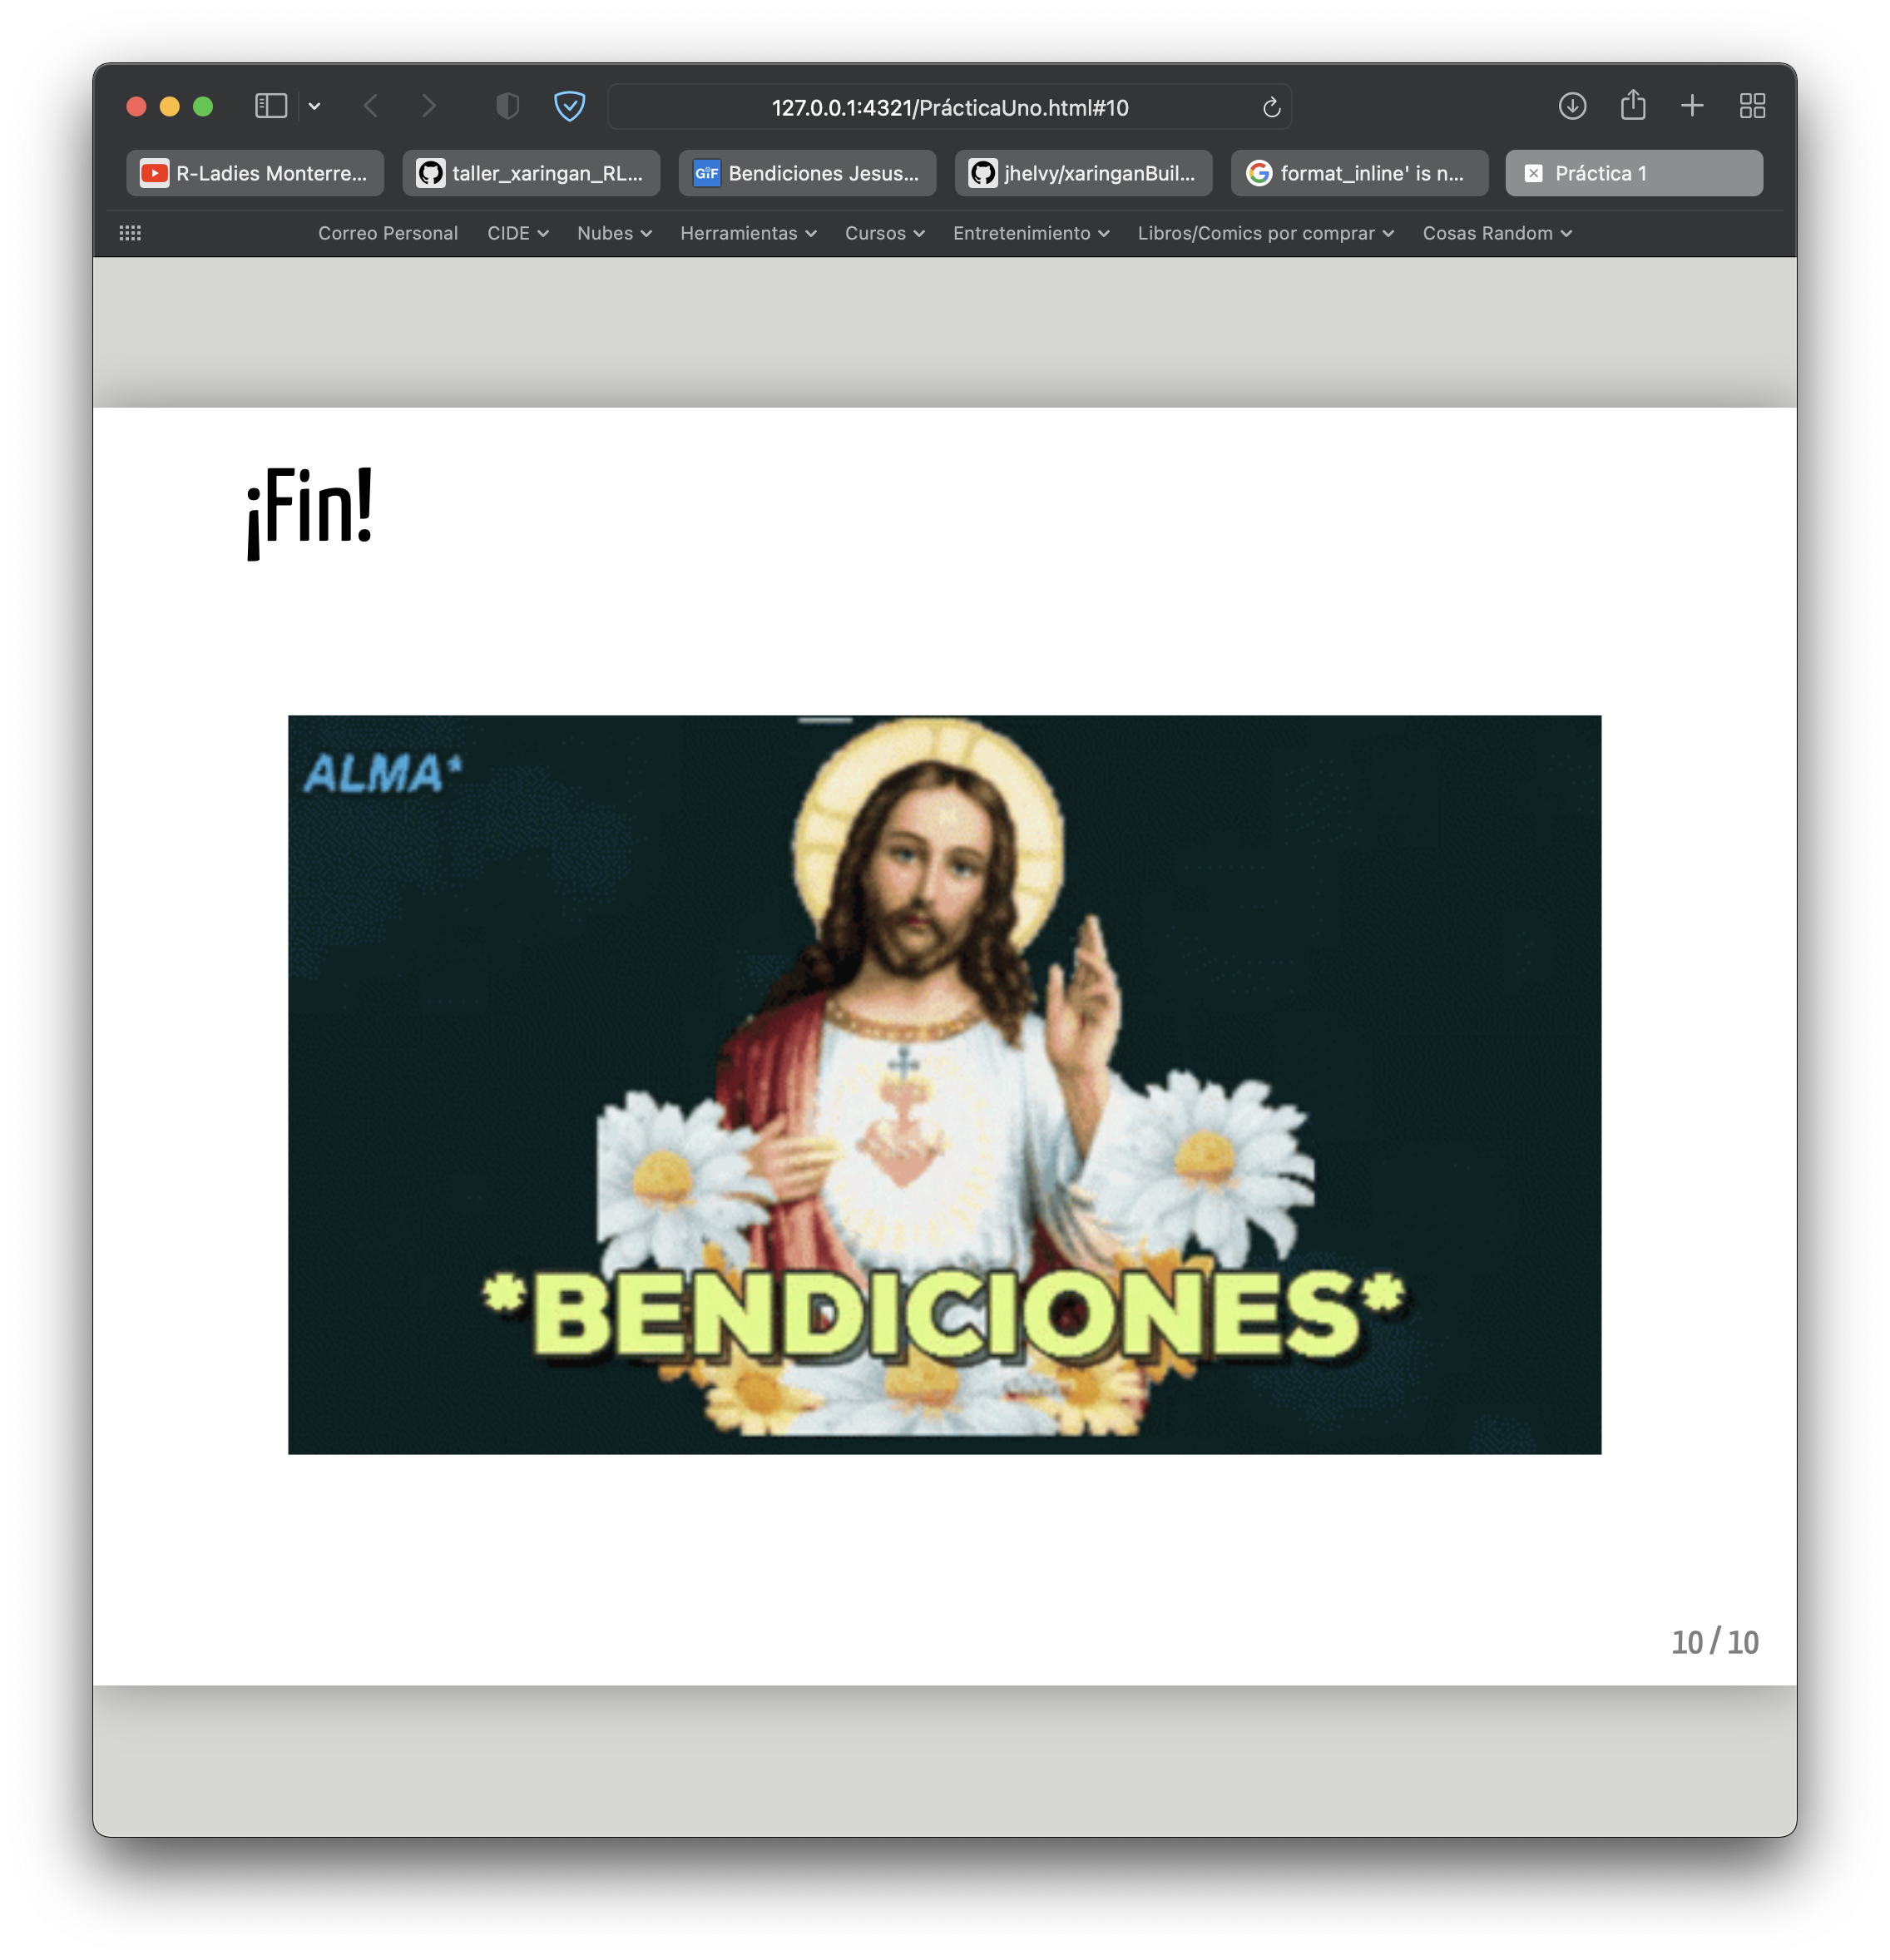 127.0.0.1:4321/PrácticaUno.html#10
R-Ladies Monterre...
taller_xaringan_RL...
GIF
Bendiciones Jesus...
jhelvy/xaringanBuil...
format_inline' is n...
Práctica 1
Correo Personal
CIDE
Nubes
Herramientas
Cursos
Entretenimiento
Libros/Comics por comprar
Cosas Random
¡Fin!
ALMA*
*BENDICIONES*
10 / 10